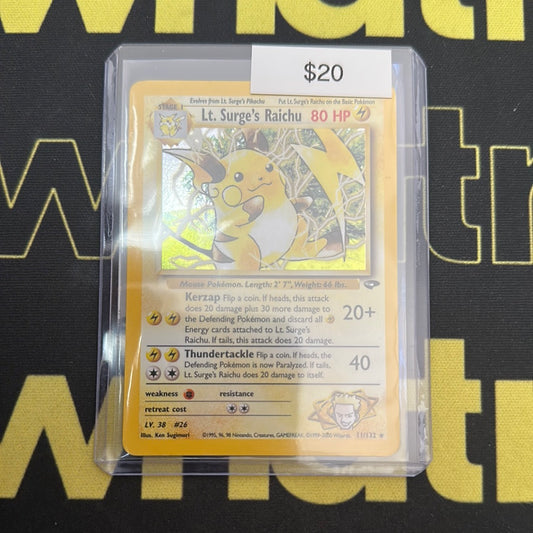 whatr
$20
STAGE 1
Evolves from Lt. Surge's Pikachu Put Lt. Surge's Raichu on the Basic Pokémon
Lt. Surge's Raichu 80 HP
Mouse Pokémon. Length: 2' 7", Weight: 66 lbs.
Kerzap Flip a coin. If heads, this attack
does 20 damage plus 30 more damage to
the Defending Pokémon and discard all
Energy cards attached to Lt. Surge's
Raichu. If tails, this attack does 20 damage.
20+
Thundertackle Flip a coin. If heads, the
Defending Pokémon is now Paralyzed. If tails,
Lt. Surge's Raichu does 20 damage to itself.
40
weakness resistance
retreat cost
LV. 38 #26
Illus. Ken Sugimori ©1995, 96, 98 Nintendo, Creatures, GAMEFREAK. ©1999-2000 Wizards. 11/132
whatr